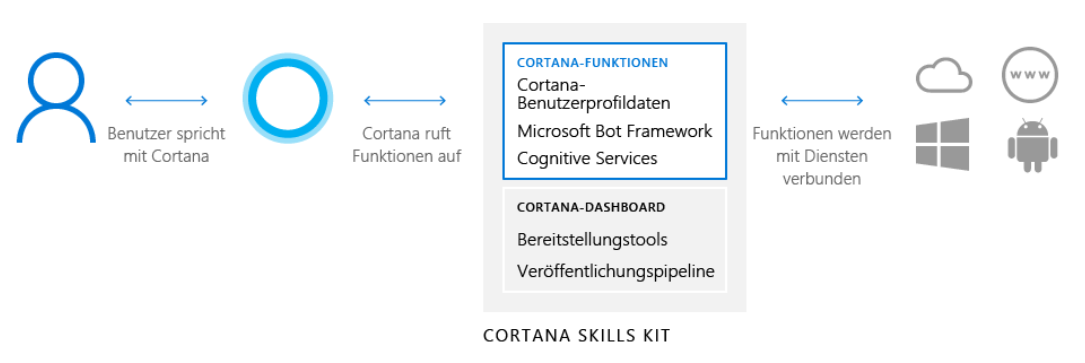 Benutzer spricht
mit Cortana
Cortana ruft
Funktionen auf
CORTANA-FUNKTIONEN
Cortana-
Benutzerprofildaten
Microsoft Bot Framework
Cognitive Services
CORTANA-DASHBOARD
Bereitstellungstools
Veröffentlichungspipeline
CORTANA SKILLS KIT
Funktionen werden
mit Diensten
verbunden
www